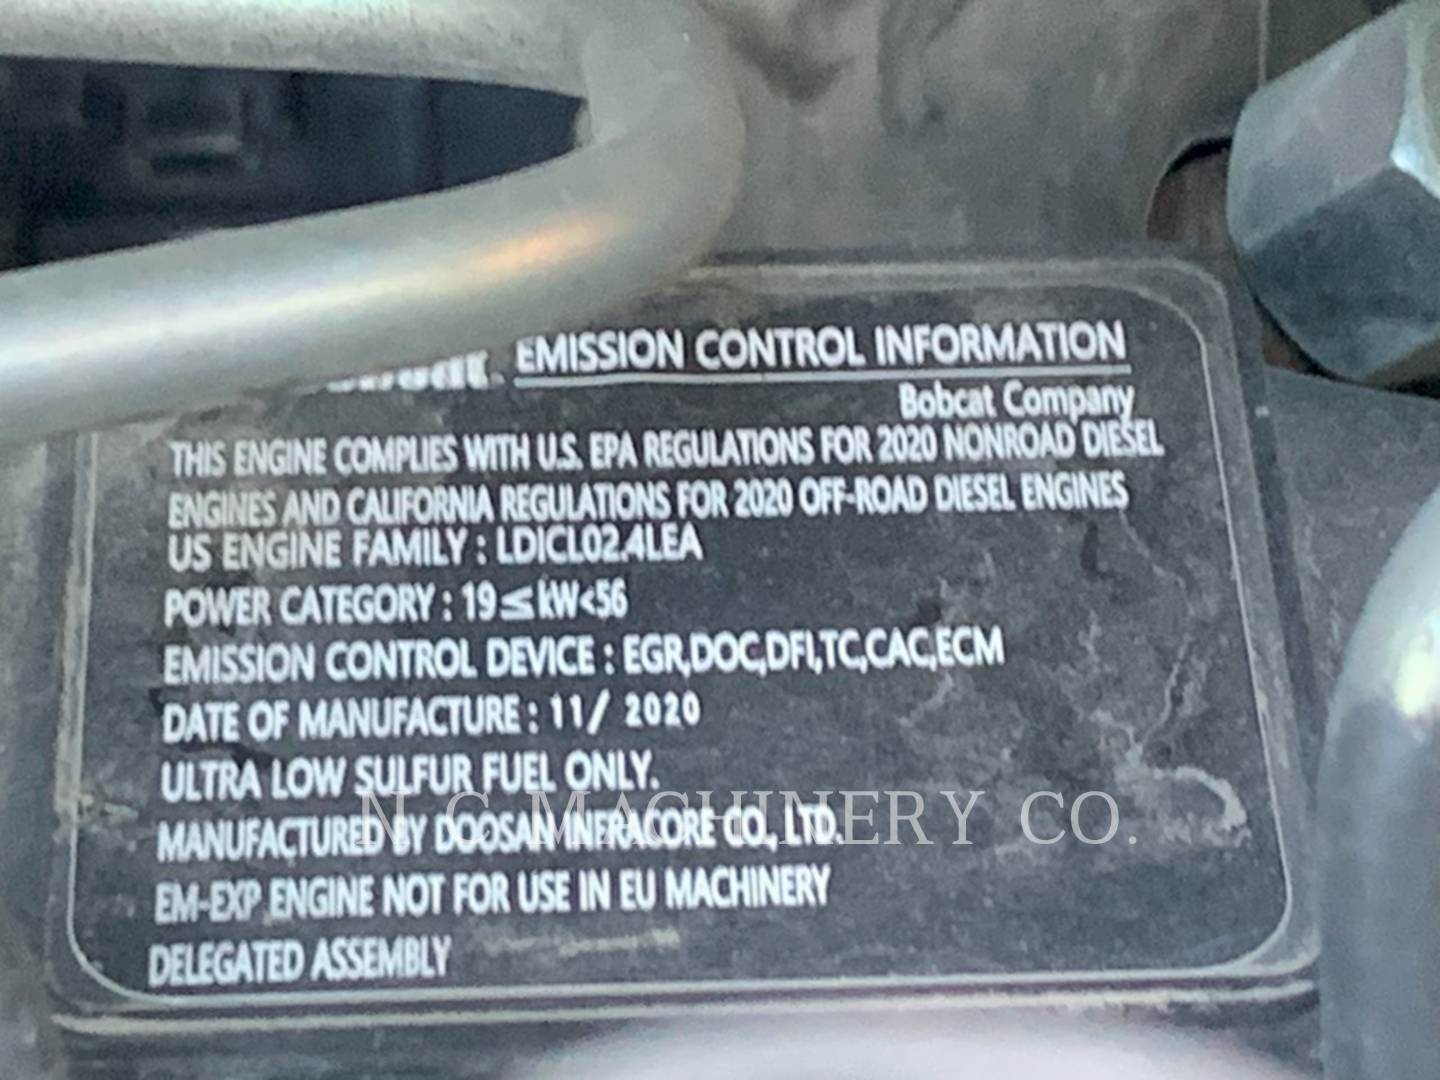 EMISSION CONTROL INFORMATION
Bobcat Company
THIS ENGINE COMPLIES WITH U.S. EPA REGULATIONS FOR 2020 NONROAD DIESEL
ENGINES AND CALIFORNIA REGULATIONS FOR 2020 OFF-ROAD DIESEL ENGINES
US ENGINE FAMILY : LDICL02.4LEA
POWER CATEGORY : 19≤kW<56
EMISSION CONTROL DEVICE : EGR,DOC,DFI,TC,CAC,ECM
DATE OF MANUFACTURE : 11/ 2020
ULTRA LOW SULFUR FUEL ONLY.
MANUFACTURED BY DOOSAN INFRACORE CO., LTD.
N C MACHINERY CO.
EM-EXP ENGINE NOT FOR USE IN EU MACHINERY
DELEGATED ASSEMBLY